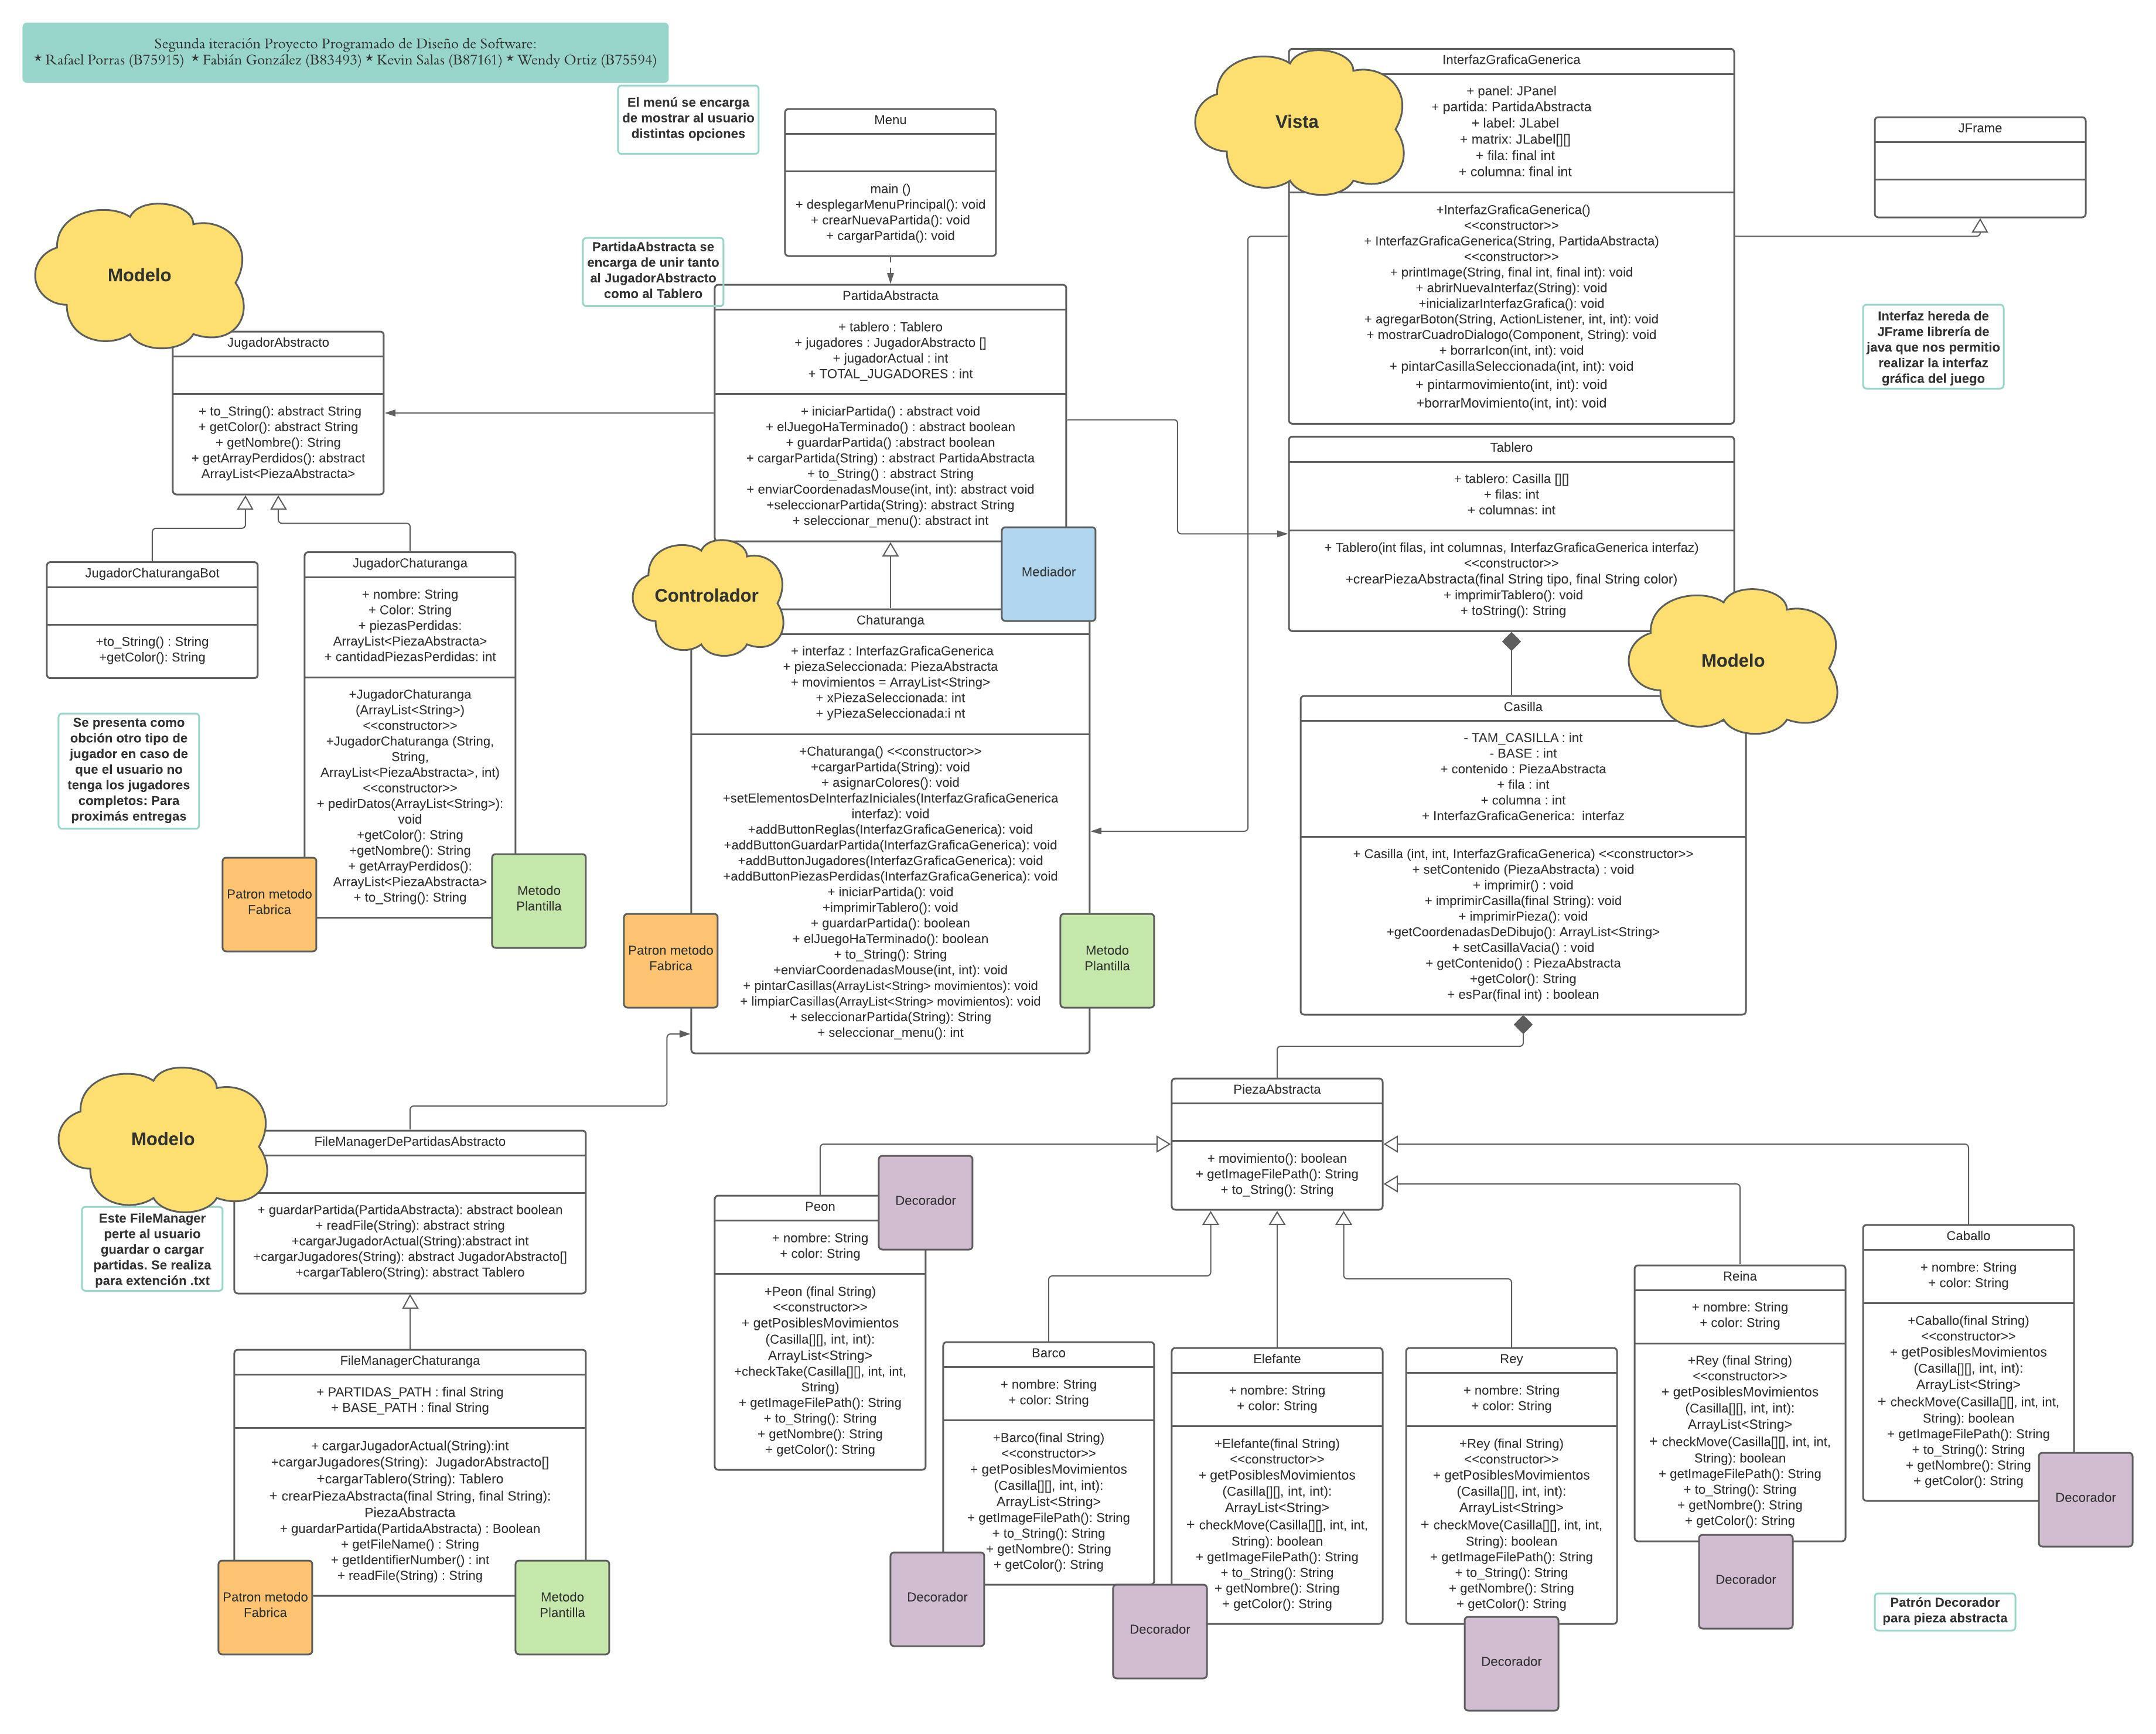 Segunda iteración Proyecto Programado de Diseño de Software:
* Rafael Porras (B75915)  * Fabián González (B83493) * Kevin Salas (B87161) * Wendy Ortiz (B75594)
El menú se encarga
de mostrar al usuario
distintas opciones
Menu
main ()
+ desplegarMenuPrincipal(): void
+ crearNuevaPartida(): void
+ cargarPartida(): void
Vista
InterfazGraficaGenerica
+ panel: JPanel
+ partida: PartidaAbstracta
+ label: JLabel
+ matrix: JLabel[][]
+ fila: final int
+ columna: final int
+InterfazGraficaGenerica()
<<constructor>>
+ InterfazGraficaGenerica(String, PartidaAbstracta)
<<constructor>>
+ printImage(String, final int, final int): void
+ abrirNuevaInterfaz(String): void
+inicializarInterfazGrafica(): void
+ agregarBoton(String, ActionListener, int, int): void
+ mostrarCuadroDialogo(Component, String): void
+ borrarIcon(int, int): void
+ pintarCasillaSeleccionada(int, int): void
+ pintarmovimiento(int, int): void
+borrarMovimiento(int, int): void
JFrame
Interfaz hereda de
JFrame librería de
java que nos permitio
realizar la interfaz
gráfica del juego
Modelo
JugadorAbstracto
+ to_String(): abstract String
+ getColor(): abstract String
+ getNombre(): String
+ getArrayPerdidos(): abstract
ArrayList<PiezaAbstracta>
PartidaAbstracta se
encarga de unir tanto
al JugadorAbstracto
como al Tablero
PartidaAbstracta
+ tablero : Tablero
+ jugadores : JugadorAbstracto []
+ jugadorActual : int
+ TOTAL_JUGADORES : int
+ iniciarPartida() : abstract void
+ elJuegoHaTerminado() : abstract boolean
+ guardarPartida() :abstract boolean
+ cargarPartida(String) : abstract PartidaAbstracta
+ to_String() : abstract String
+ enviarCoordenadasMouse(int, int): abstract void
+seleccionarPartida(String): abstract String
+ seleccionar_menu(): abstract int
Mediador
Tablero
+ tablero: Casilla [][]
+ filas: int
+ columnas: int
+ Tablero(int filas, int columnas, InterfazGraficaGenerica interfaz)
<<constructor>>
+crearPiezaAbstracta(final String tipo, final String color)
+ imprimirTablero(): void
+ toString(): String
Modelo
JugadorChaturangaBot
+to_String() : String
+getColor(): String
Se presenta como
obción otro tipo de
jugador en caso de
que el usuario no
tenga los jugadores
completos: Para
proximás entregas
JugadorChaturanga
+ nombre: String
+ Color: String
+ piezasPerdidas:
ArrayList<PiezaAbstracta>
+ cantidadPiezasPerdidas: int
+JugadorChaturanga
(ArrayList<String>)
<<constructor>>
+JugadorChaturanga (String,
String,
ArrayList<PiezaAbstracta>, int)
<<constructor>>
+ pedirDatos(ArrayList<String>):
void
+getColor(): String
+getNombre(): String
+ getArrayPerdidos():
ArrayList<PiezaAbstracta>
+ to_String(): String
Patron metodo
Fabrica
Metodo
Plantilla
Controlador
Chaturanga
+ interfaz : InterfazGraficaGenerica
+ piezaSeleccionada: PiezaAbstracta
+ movimientos = ArrayList<String>
+ xPiezaSeleccionada: int
+ yPiezaSeleccionada:i nt
+Chaturanga() <<constructor>>
+cargarPartida(String): void
+ asignarColores(): void
+setElementosDeInterfazIniciales(InterfazGraficaGenerica
interfaz): void
+addButtonReglas(InterfazGraficaGenerica): void
+addButtonGuardarPartida(InterfazGraficaGenerica): void
+addButtonJugadores(InterfazGraficaGenerica): void
+addButtonPiezasPerdidas(InterfazGraficaGenerica): void
+ iniciarPartida(): void
+imprimirTablero(): void
+ guardarPartida(): boolean
+ elJuegoHaTerminado(): boolean
+ to_String(): String
+enviarCoordenadasMouse(int, int): void
+ pintarCasillas(ArrayList<String> movimientos): void
+ limpiarCasillas(ArrayList<String> movimientos): void
+ seleccionarPartida(String): String
+ seleccionar_menu(): int
Patron metodo
Fabrica
Metodo
Plantilla
Casilla
- TAM_CASILLA : int
- BASE : int
+ contenido : PiezaAbstracta
+ fila : int
+ columna : int
+ InterfazGraficaGenerica:  interfaz
+ Casilla (int, int, InterfazGraficaGenerica) <<constructor>>
+ setContenido (PiezaAbstracta) : void
+ imprimir() : void
+ imprimirCasilla(final String): void
+ imprimirPieza(): void
+getCoordenadasDeDibujo(): ArrayList<String>
+ setCasillaVacia() : void
+ getContenido() : PiezaAbstracta
+getColor(): String
+ esPar(final int) : boolean
Modelo
FileManagerDePartidasAbstracto
+ guardarPartida(PartidaAbstracta): abstract boolean
+ readFile(String): abstract string
+cargarJugadorActual(String):abstract int
+cargarJugadores(String): abstract JugadorAbstracto[]
+cargarTablero(String): abstract Tablero
Este FileManager
perte al usuario
guardar o cargar
partidas. Se realiza
para extención .txt
FileManagerChaturanga
+ PARTIDAS_PATH : final String
+ BASE_PATH : final String
+ cargarJugadorActual(String):int
+cargarJugadores(String):  JugadorAbstracto[]
+cargarTablero(String): Tablero
+ crearPiezaAbstracta(final String, final String):
PiezaAbstracta
+ guardarPartida(PartidaAbstracta) : Boolean
+ getFileName() : String
+ getIdentifierNumber() : int
+ readFile(String) : String
Patron metodo
Fabrica
Metodo
Plantilla
PiezaAbstracta
+ movimiento(): boolean
+ getImageFilePath(): String
+ to_String(): String
Peon
+ nombre: String
+ color: String
+Peon (final String)
<<constructor>>
+ getPosiblesMovimientos
(Casilla[][], int, int):
ArrayList<String>
+checkTake(Casilla[][], int, int,
String)
+ getImageFilePath(): String
+ to_String(): String
+ getNombre(): String
+ getColor(): String
Decorador
Barco
+ nombre: String
+ color: String
+Barco(final String)
<<constructor>>
+ getPosiblesMovimientos
(Casilla[][], int, int):
ArrayList<String>
+ getImageFilePath(): String
+ to_String(): String
+ getNombre(): String
+ getColor(): String
Decorador
Elefante
+ nombre: String
+ color: String
+Elefante(final String)
<<constructor>>
+ getPosiblesMovimientos
(Casilla[][], int, int):
ArrayList<String>
+ checkMove(Casilla[][], int, int,
String): boolean
+ getImageFilePath(): String
+ to_String(): String
+ getNombre(): String
+ getColor(): String
Decorador
Rey
+ nombre: String
+ color: String
+Rey (final String)
<<constructor>>
+ getPosiblesMovimientos
(Casilla[][], int, int):
ArrayList<String>
+ checkMove(Casilla[][], int, int,
String): boolean
+ getImageFilePath(): String
+ to_String(): String
+ getNombre(): String
+ getColor(): String
Decorador
Reina
+ nombre: String
+ color: String
+Rey (final String)
<<constructor>>
+ getPosiblesMovimientos
(Casilla[][], int, int):
ArrayList<String>
+ checkMove(Casilla[][], int, int,
String): boolean
+ getImageFilePath(): String
+ to_String(): String
+ getNombre(): String
+ getColor(): String
Decorador
Caballo
+ nombre: String
+ color: String
+Caballo(final String)
<<constructor>>
+ getPosiblesMovimientos
(Casilla[][], int, int):
ArrayList<String>
+ checkMove(Casilla[][], int, int,
String): boolean
+ getImageFilePath(): String
+ to_String(): String
+ getNombre(): String
+ getColor(): String
Decorador
Patrón Decorador
para pieza abstracta